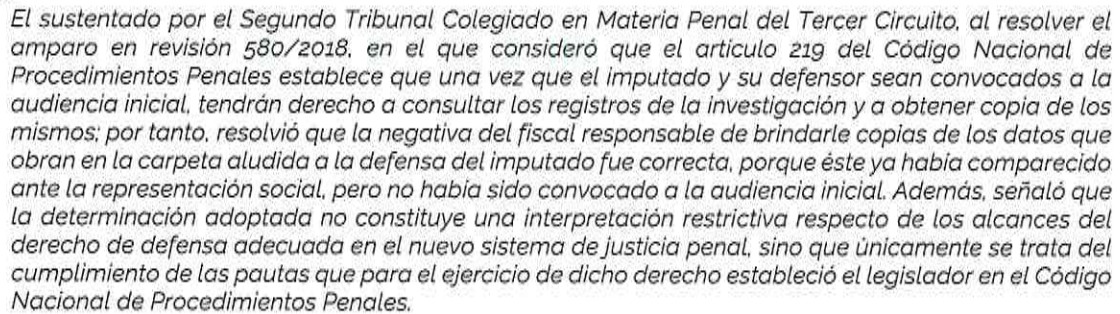 El sustentado por el Segundo Tribunal Colegiado en Materia Penal del Tercer Circuito, al resolver el
amparo en revisión 580/2018, en el que consideró que el artículo 219 del Código Nacional de
Procedimientos Penales establece que una vez que el imputado y su defensor sean convocados a la
audiencia inicial, tendrán derecho a consultar los registros de la investigación y a obtener copia de los
mismos; por tanto, resolvió que la negativa del fiscal responsable de brindarle copias de los datos que
obran en la carpeta aludida a la defensa del imputado fue correcta, porque éste ya había comparecido
ante la representación social, pero no había sido convocado a la audiencia inicial. Además, señaló que
la determinación adoptada no constituye una interpretación restrictiva respecto de los alcances del
derecho de defensa adecuada en el nuevo sistema de justicia penal, sino que únicamente se trata del
cumplimiento de las pautas que para el ejercicio de dicho derecho estableció el legislador en el Código
Nacional de Procedimientos Penales.